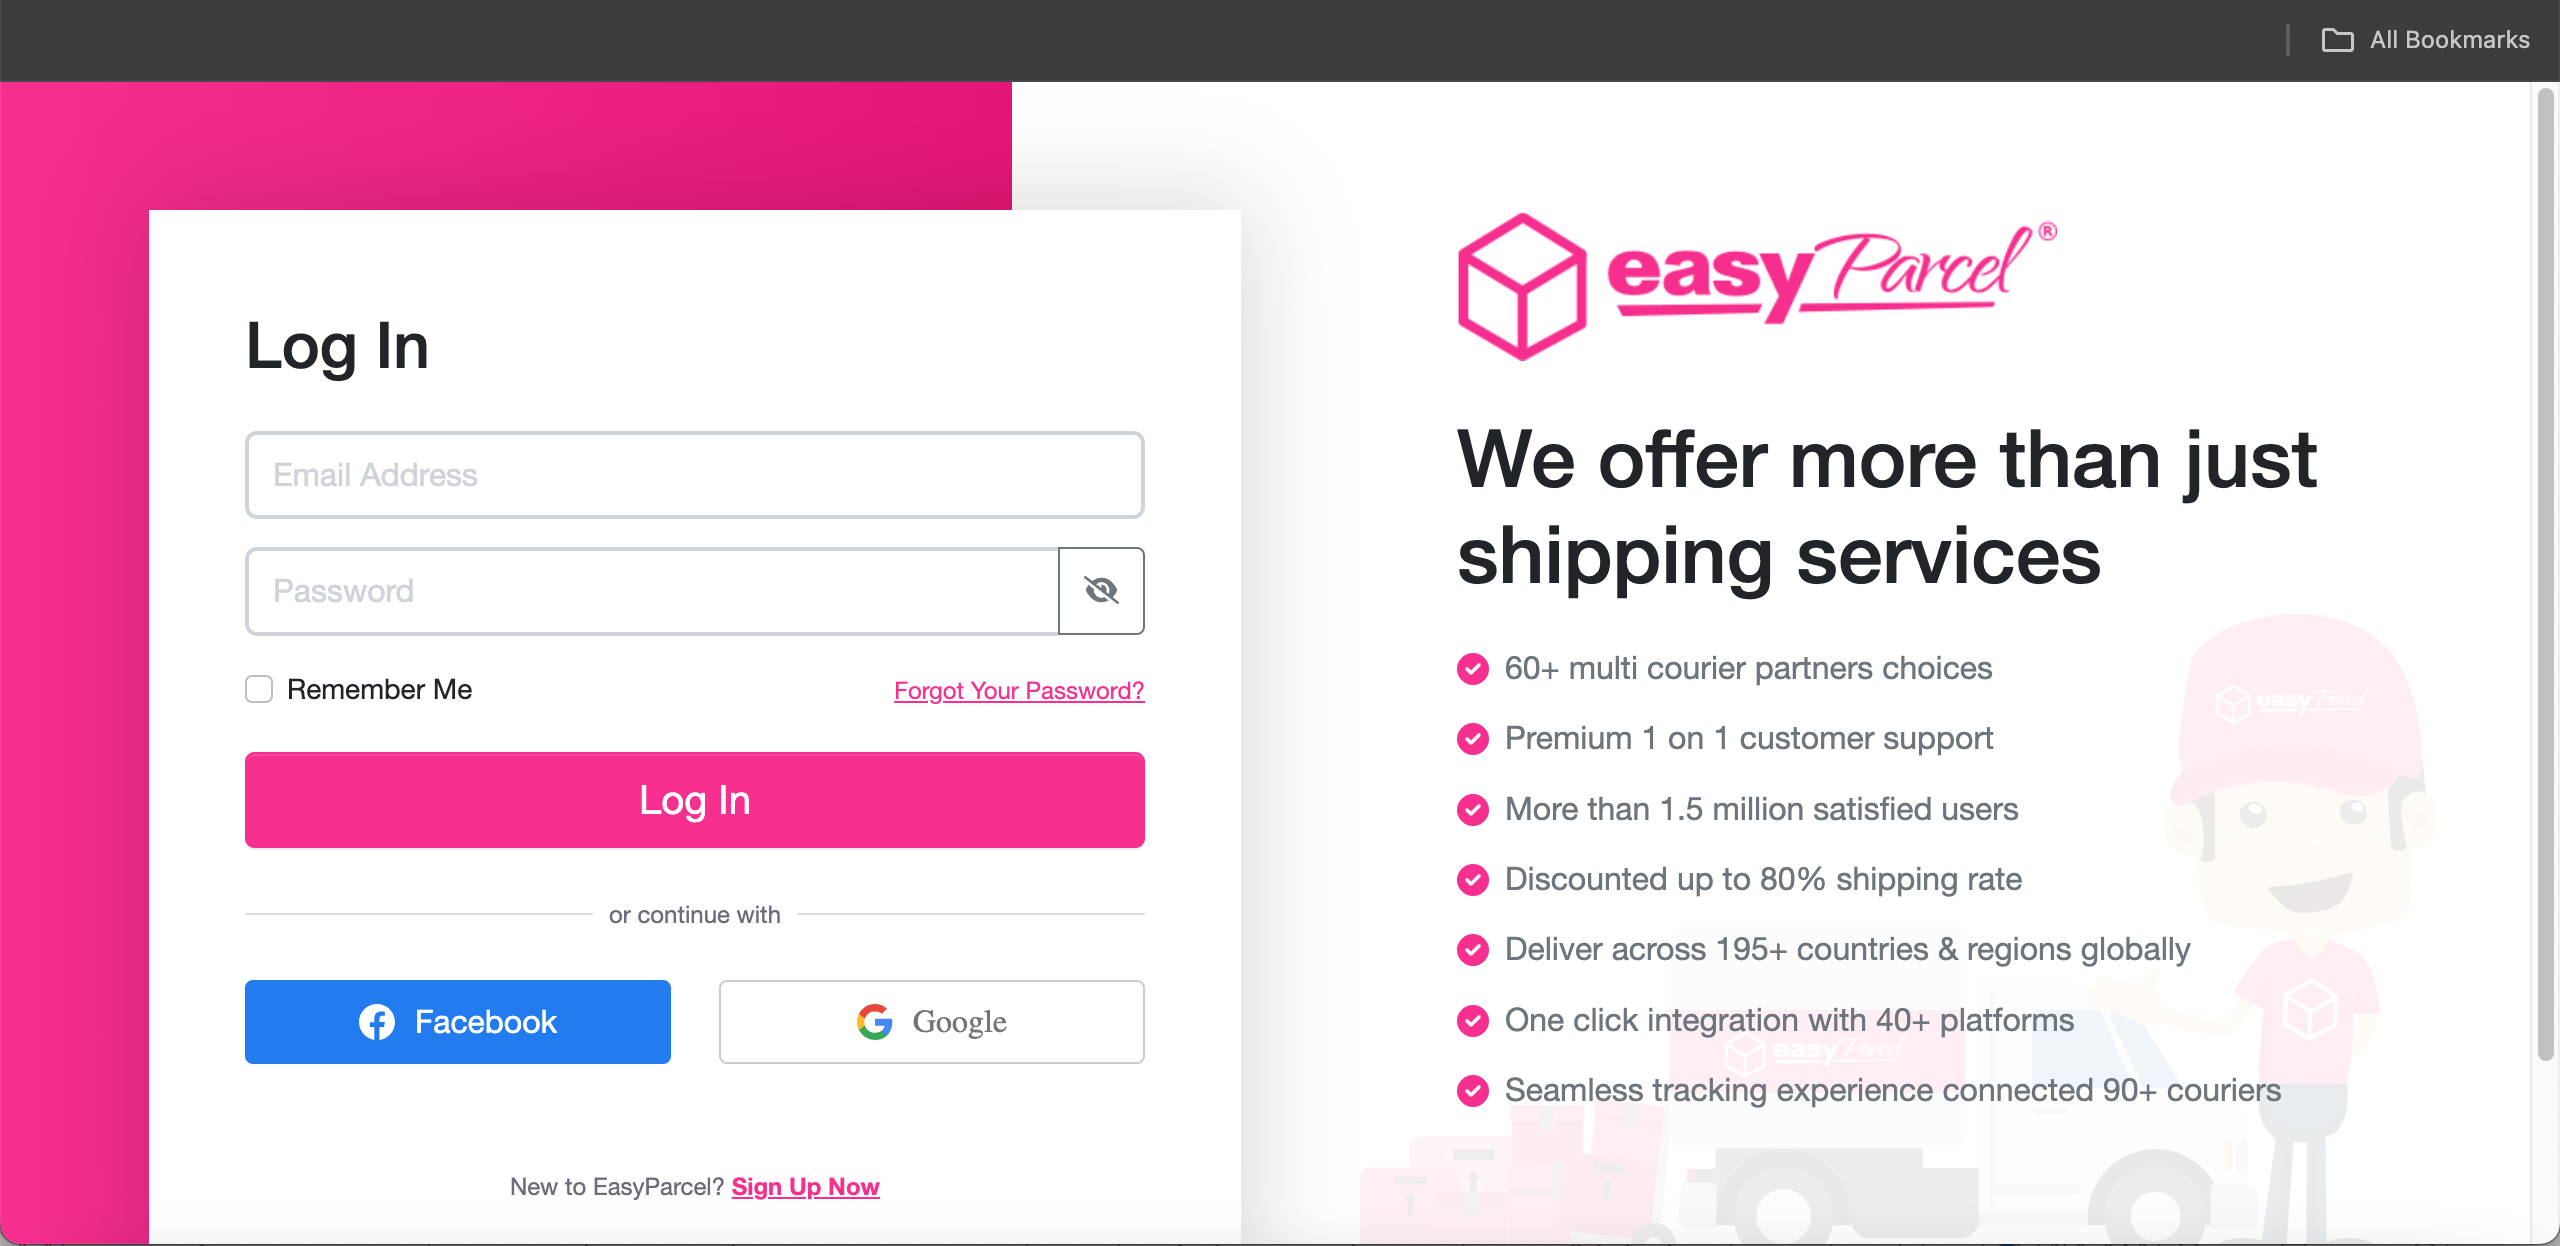 All Bookmarks
Log In
Email Address
Password
Remember Me
Forgot Your Password?
Log In
or continue with
Facebook
Google
New to EasyParcel? Sign Up Now
easyParcel®
We offer more than just
shipping services
60+ multi courier partners choices
Premium 1 on 1 customer support
More than 1.5 million satisfied users
Discounted up to 80% shipping rate
Deliver across 195+ countries & regions globally
One click integration with 40+ platforms
Seamless tracking experience connected 90+ couriers
easyParcel
easyParcel